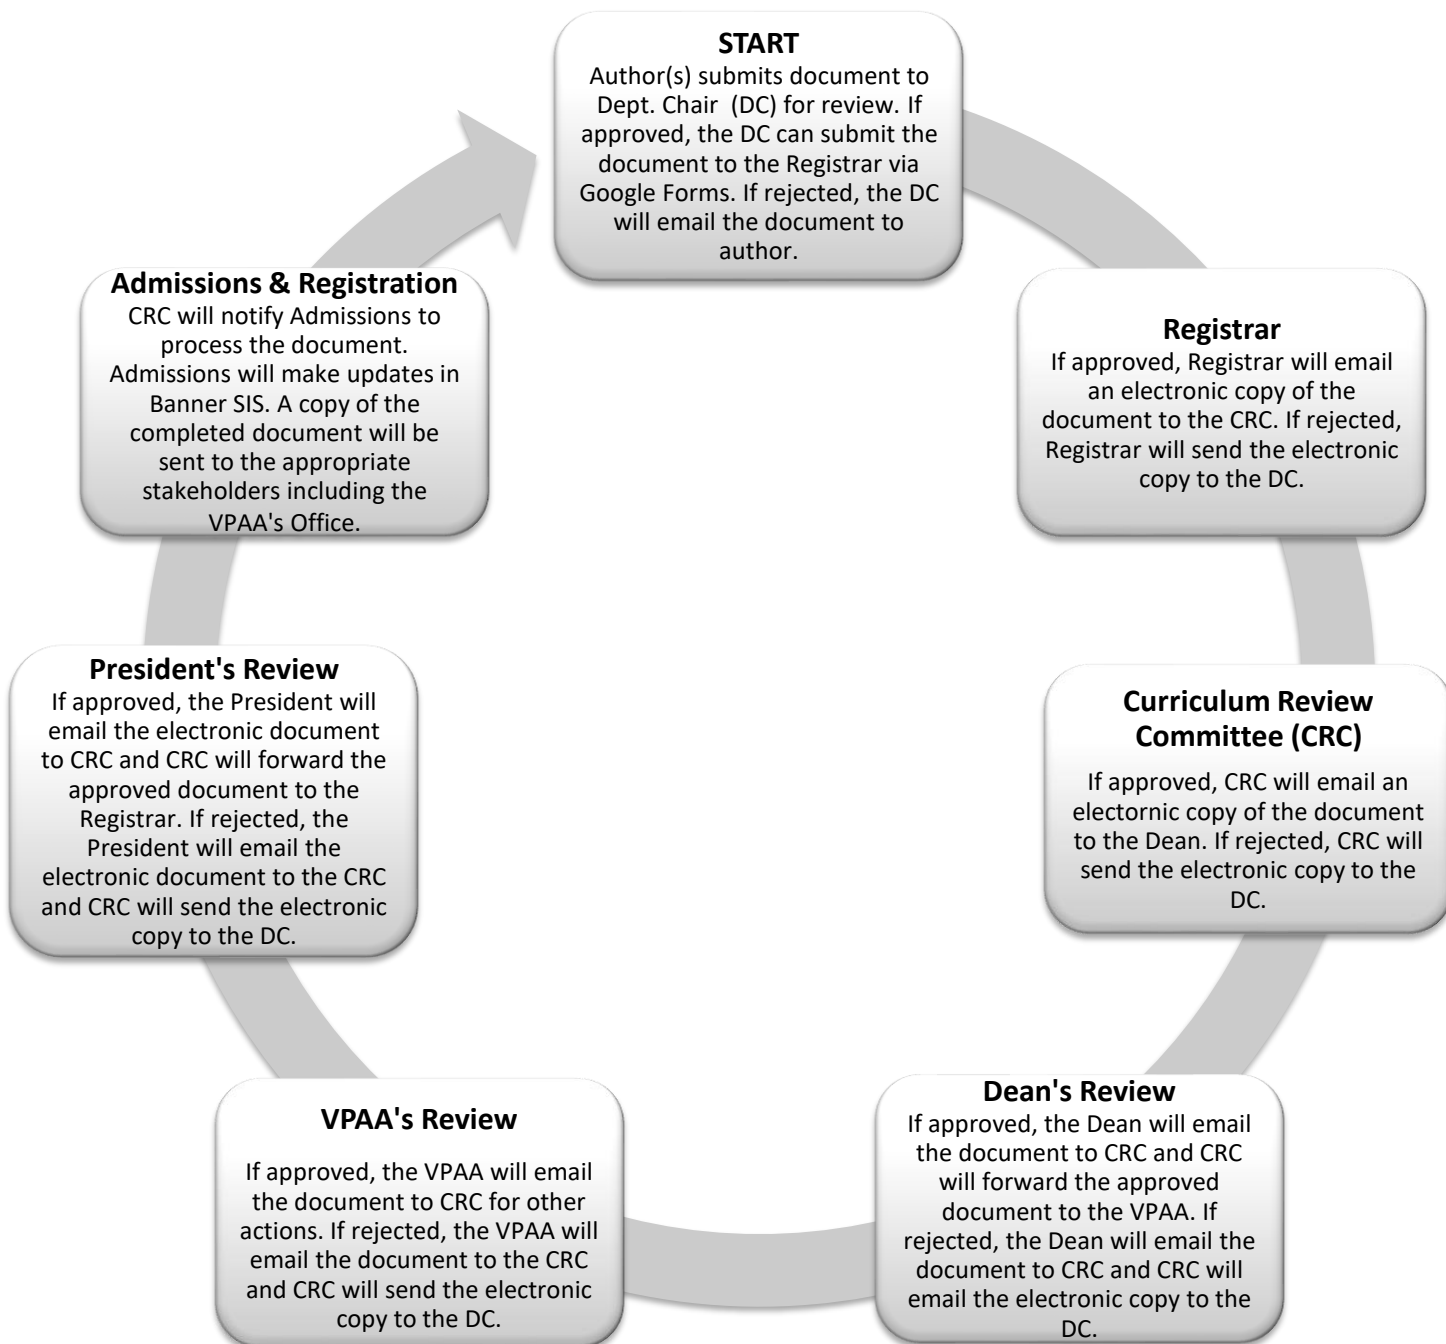 START
Author(s) submits document to
Dept. Chair  (DC) for review. If
approved, the DC can submit the
document to the Registrar via
Google Forms. If rejected, the DC
will email the document to
author.
Registrar
If approved, Registrar will email
an electronic copy of the
document to the CRC. If rejected,
Registrar will send the electronic
copy to the DC.
Curriculum Review
Committee (CRC)
If approved, CRC will email an
electornic copy of the document
to the Dean. If rejected, CRC will
send the electronic copy to the
DC.
Dean's Review
If approved, the Dean will email
the document to CRC and CRC
will forward the approved
document to the VPAA. If
rejected, the Dean will email the
document to CRC and CRC will
email the electronic copy to the
DC.
VPAA's Review
If approved, the VPAA will email
the document to CRC for other
actions. If rejected, the VPAA will
email the document to the CRC
and CRC will send the electronic
copy to the DC.
President's Review
If approved, the President will
email the electronic document
to CRC and CRC will forward the
approved document to the
Registrar. If rejected, the
President will email the
electronic document to the CRC
and CRC will send the electronic
copy to the DC.
Admissions & Registration
CRC will notify Admissions to
process the document.
Admissions will make updates in
Banner SIS. A copy of the
completed document will be
sent to the appropriate
stakeholders including the
VPAA's Office.